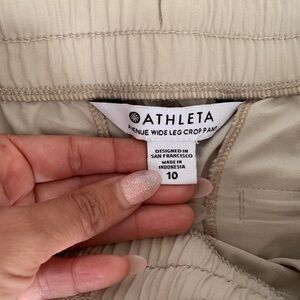 ATHLETA
AVENUE WIDE LEG CROP PANT
DESIGNED IN
SAN FRANCISCO
MADE IN
INDONESIA
10